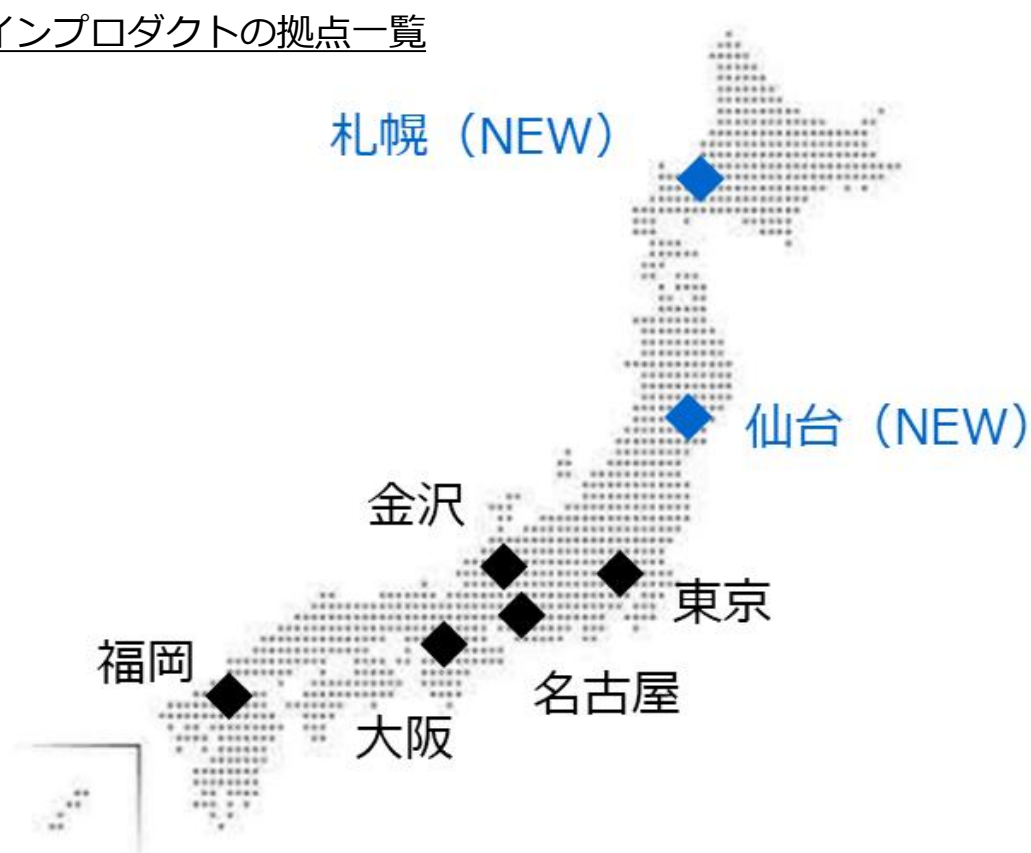 インプロダクトの拠点一覧
札幌（NEW）
仙台（NEW）
金沢
東京
福岡
名古屋
大阪